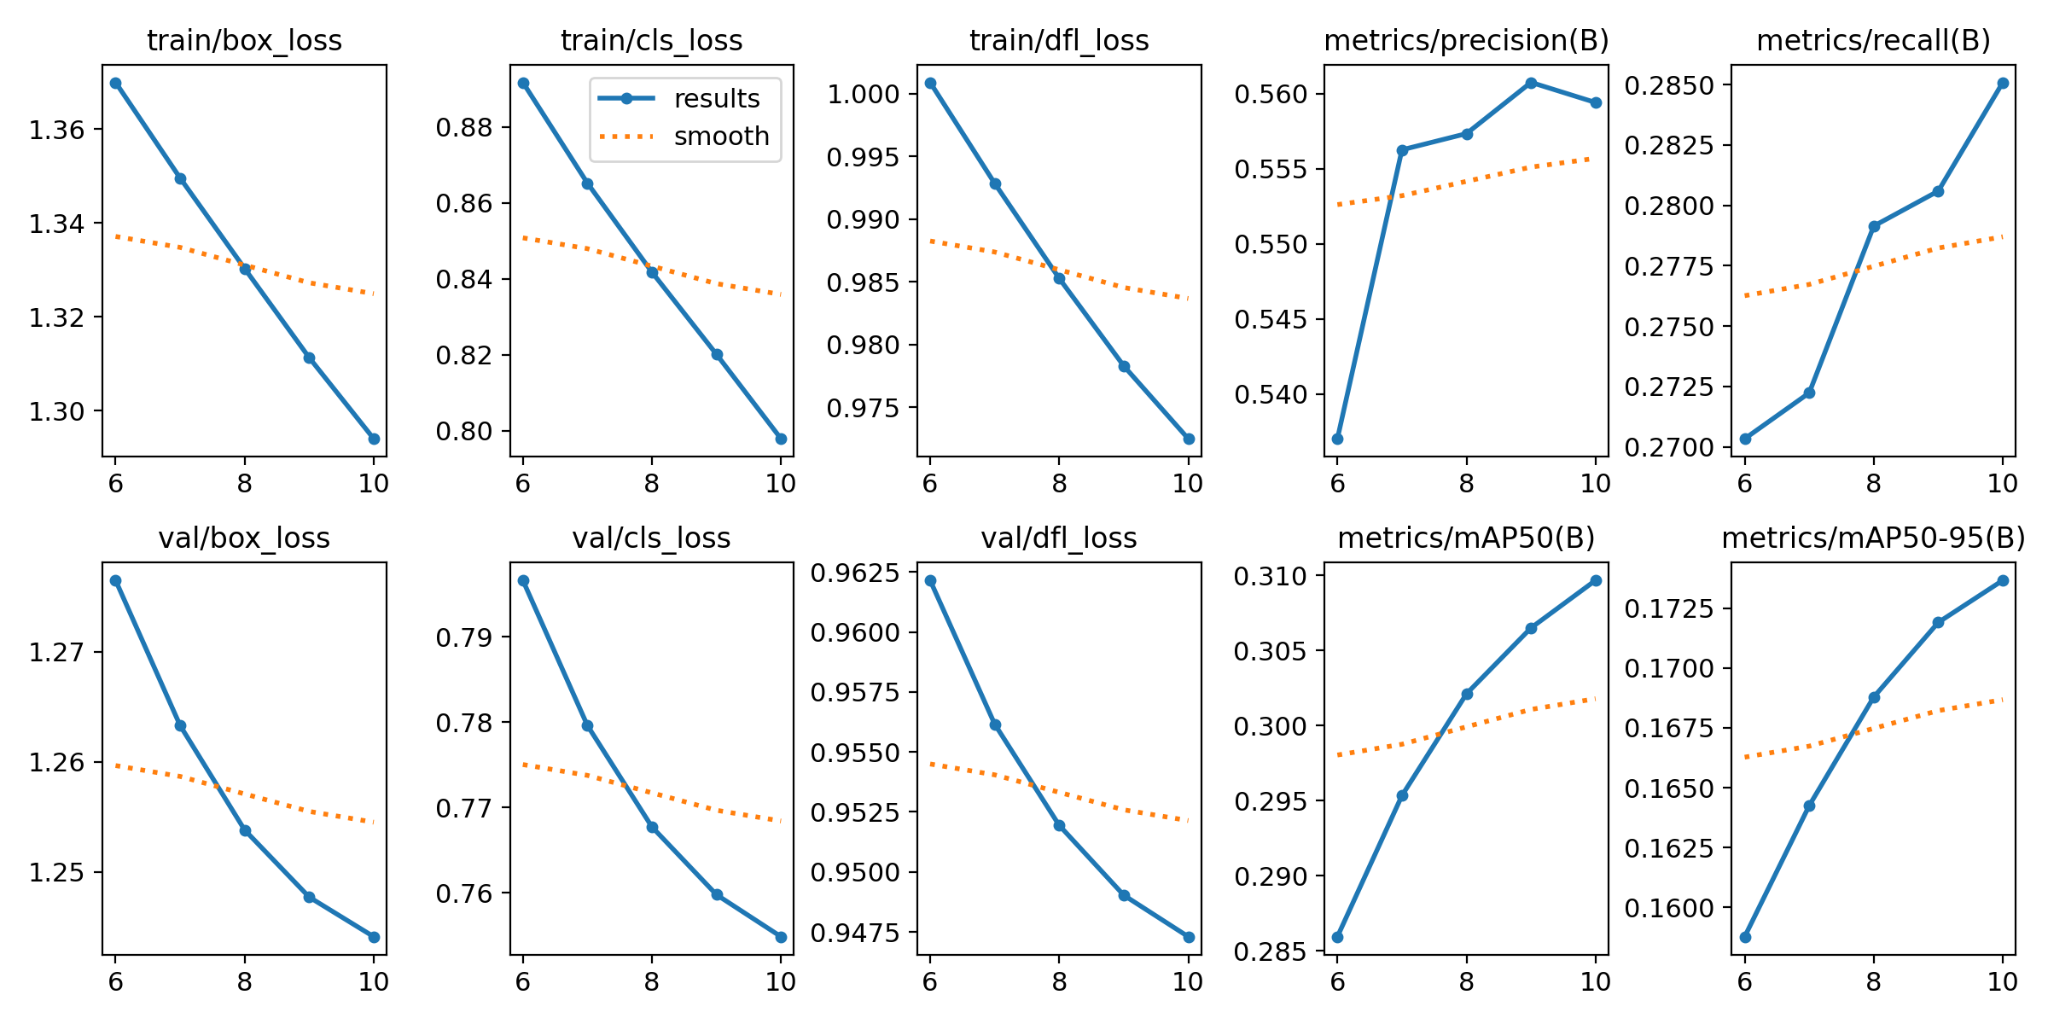 train/box_loss
1.36
1.34
1.32
1.30
6 8 10
train/cls_loss
results
smooth
0.88
0.86
0.84
0.82
0.80
6 8 10
train/dfl_loss
1.000
0.995
0.990
0.985
0.980
0.975
6 8 10
metrics/precision(B)
0.560
0.555
0.550
0.545
0.540
6 8 10
metrics/recall(B)
0.2850
0.2825
0.2800
0.2775
0.2750
0.2725
0.2700
6 8 10
val/box_loss
1.27
1.26
1.25
6 8 10
val/cls_loss
0.79
0.78
0.77
0.76
6 8 10
val/dfl_loss
0.9625
0.9600
0.9575
0.9550
0.9525
0.9500
0.9475
6 8 10
metrics/mAP50(B)
0.310
0.305
0.300
0.295
0.290
0.285
6 8 10
metrics/mAP50-95(B)
0.1725
0.1700
0.1675
0.1650
0.1625
0.1600
6 8 10